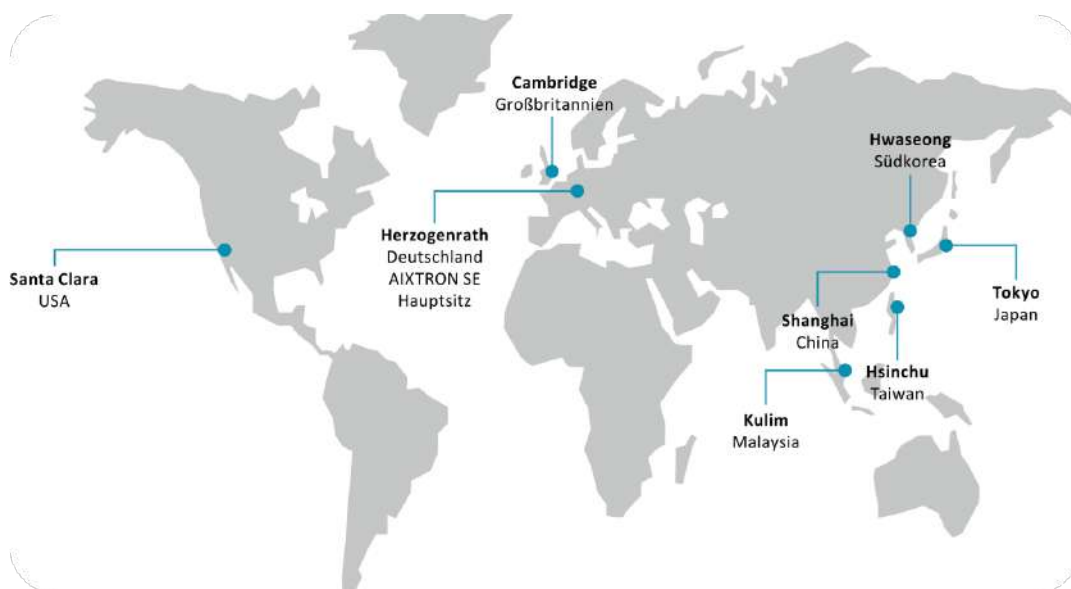 Cambridge
Großbritannien
Hwaseong
Südkorea
Herzogenrath
Deutschland
AIXTRON SE
Hauptsitz
Santa Clara
USA
Tokyo
Japan
Shanghai
China
Hsinchu
Taiwan
Kulim
Malaysia